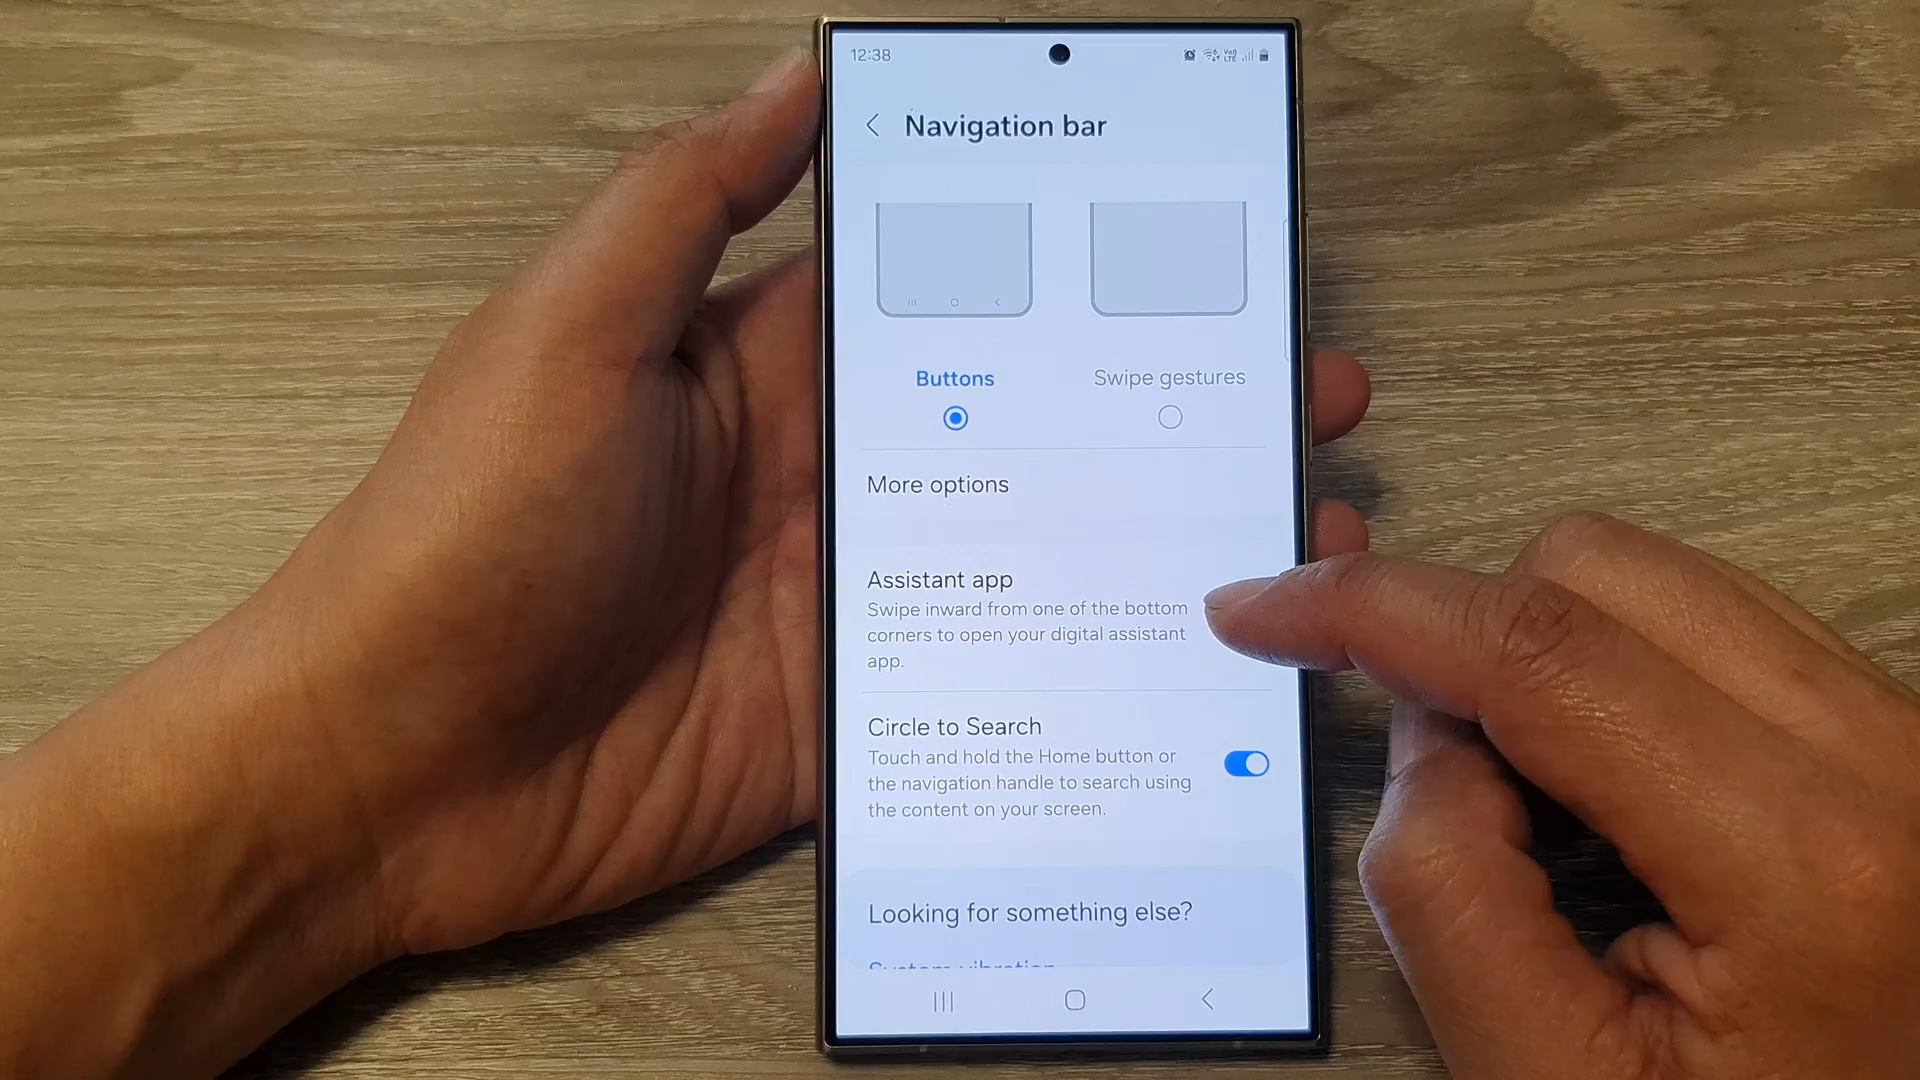 12:38
Navigation bar
Buttons
Swipe gestures
More options
Assistant app
Swipe inward from one of the bottom
corners to open your digital assistant
app.
Circle to Search
Touch and hold the Home button or
the navigation handle to search using
the content on your screen.
Looking for something else?
System vibration